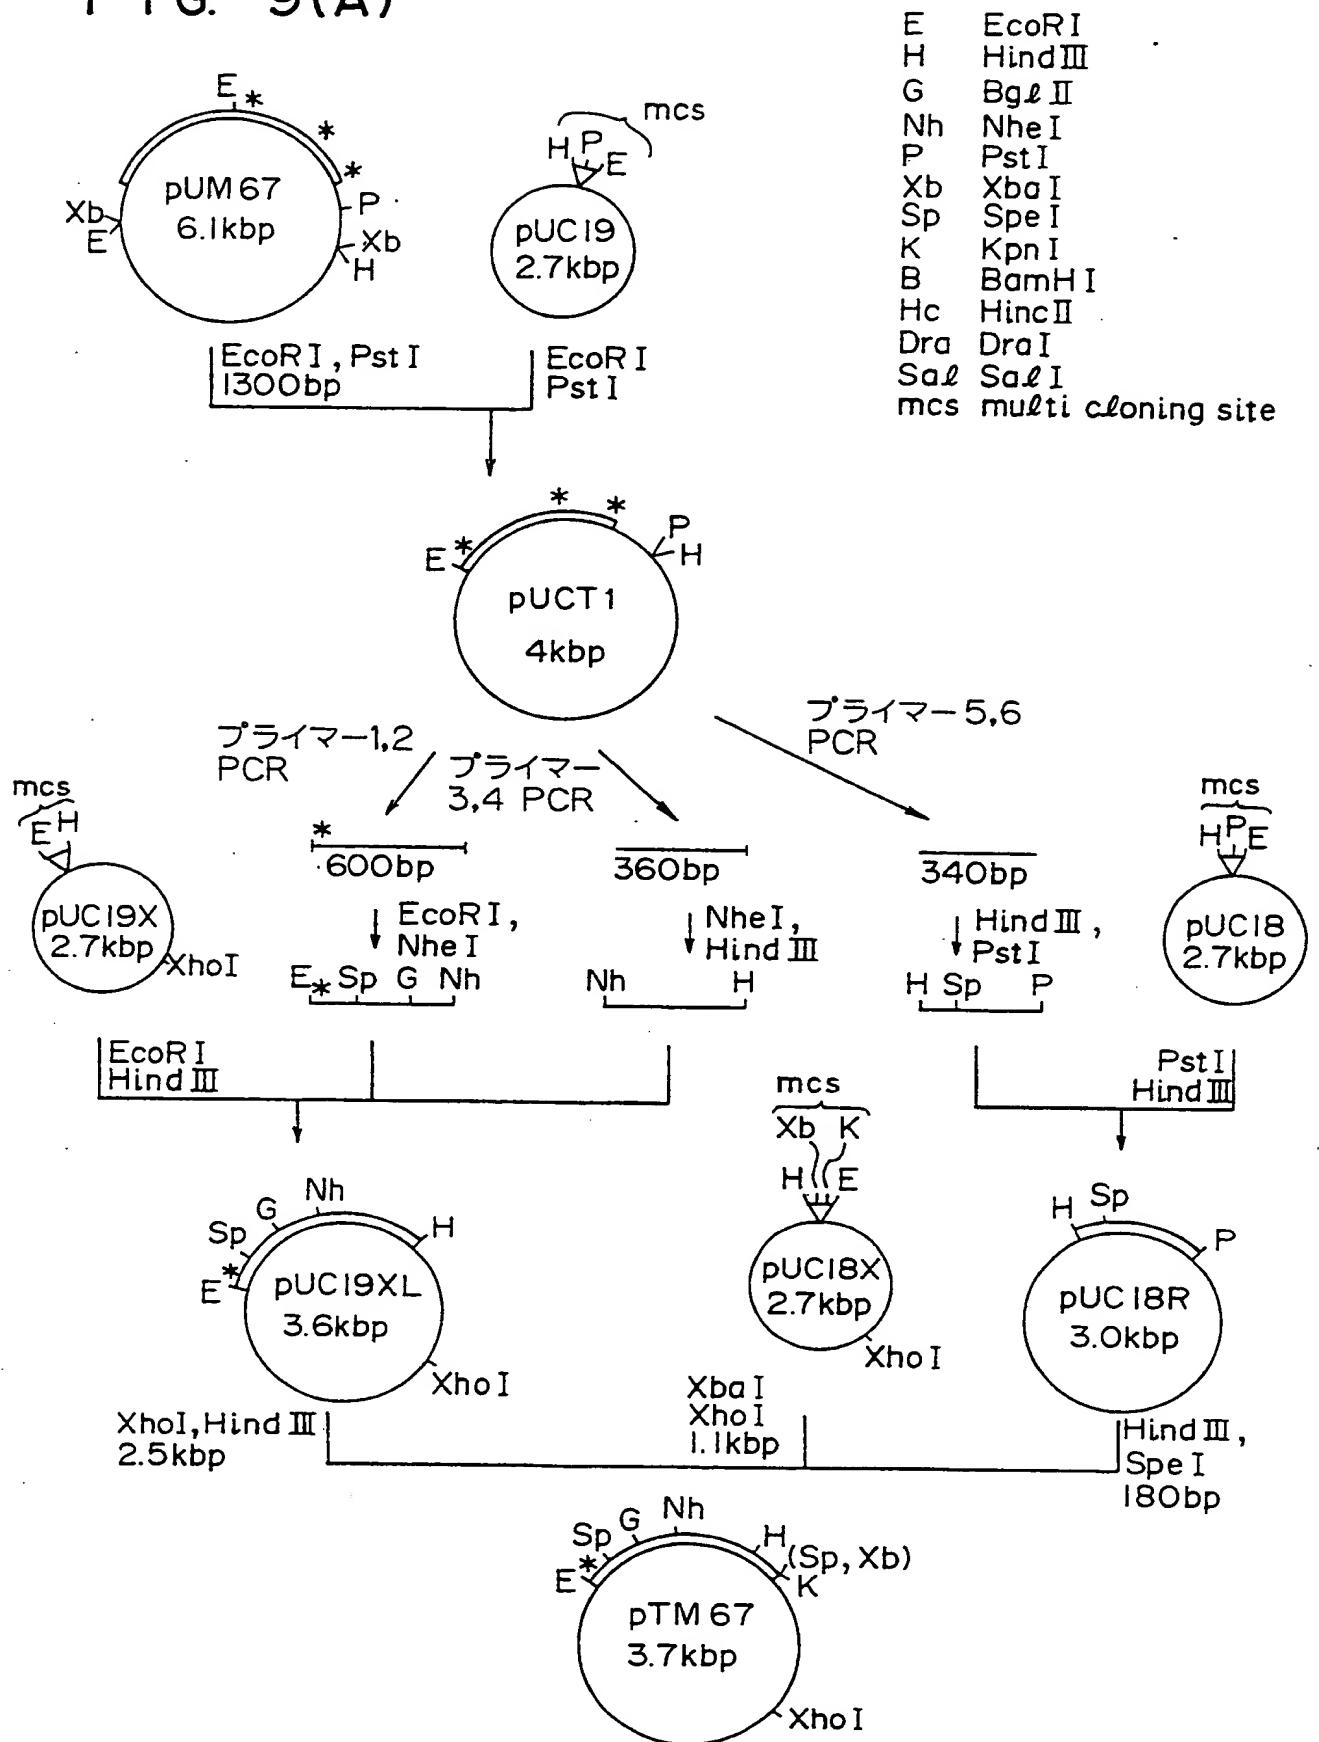 FIG. 9(A)
E EcoRI
H HindⅢ
G BglⅡ
Nh NheI
P PstI
Xb XbaI
Sp SpeI
K KpnI
B BamHI
Hc HincⅡ
Dra DraI
Sal SalI
mcs multi cloning site
E
*
*
*
P
Xb
H
Xb
E
pUM67
6.1kbp
mcs
H P E
pUC19
2.7kbp
EcoRI, PstI
1300bp
EcoRI
PstI
E
*
*
*
P
H
pUCT1
4kbp
プライマー1,2
PCR
プライマー
3,4 PCR
プライマー5,6
PCR
mcs
E H
pUC19X
2.7kbp
XhoI
*
600bp
EcoRI,
NheI
E * Sp G Nh
360bp
NheI,
HindⅢ
Nh H
340bp
HindⅢ,
PstI
H Sp P
mcs
H P E
pUC18
2.7kbp
EcoRI
HindⅢ
PstI
HindⅢ
mcs
Xb K
H E
pUC18X
2.7kbp
XhoI
E * Sp G Nh H
pUC19XL
3.6kbp
XhoI
H Sp P
pUC18R
3.0kbp
XhoI, HindⅢ
2.5kbp
XbaI
XhoI
1.1kbp
HindⅢ,
SpeI
180bp
E * Sp G Nh H (Sp, Xb) K
pTM67
3.7kbp
XhoI